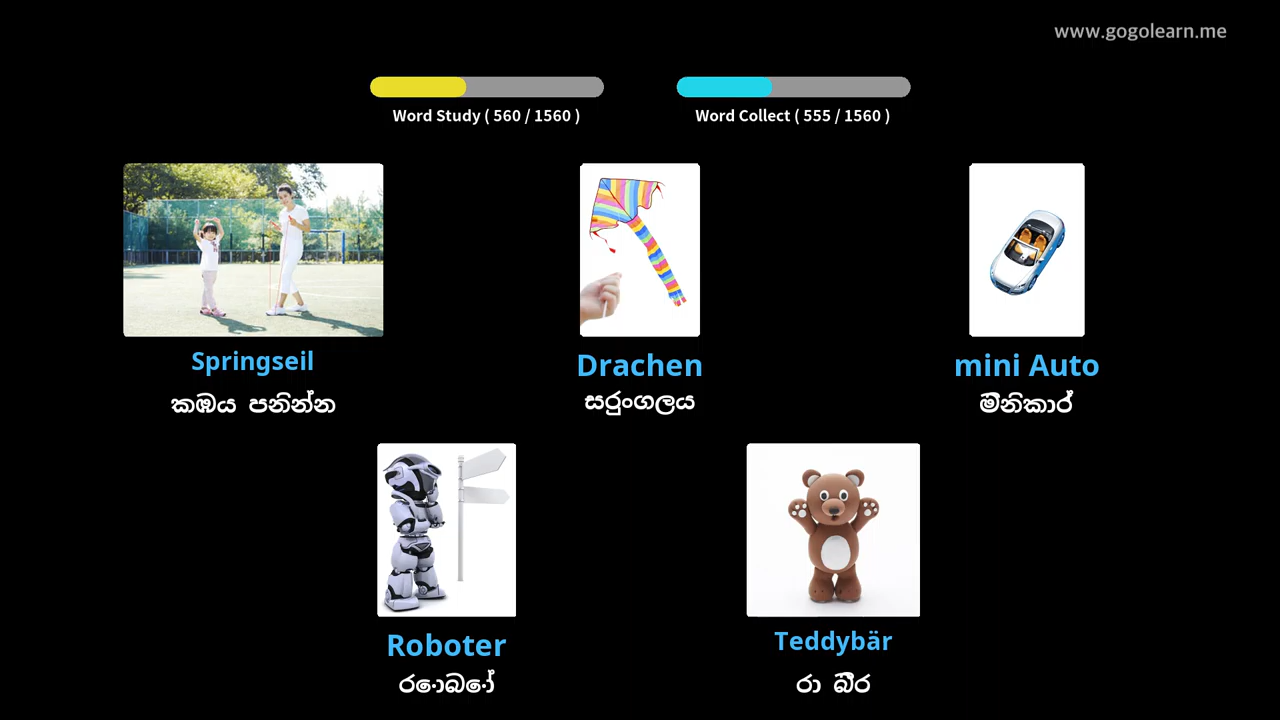 www.gogolearn.me
Word Study ( 560 / 1560 )
Word Collect ( 555 / 1560 )
Springseil
කඹය පනින්න
Drachen
සරුංගලය
mini Auto
මිනිකාර්
Roboter
Teddybär